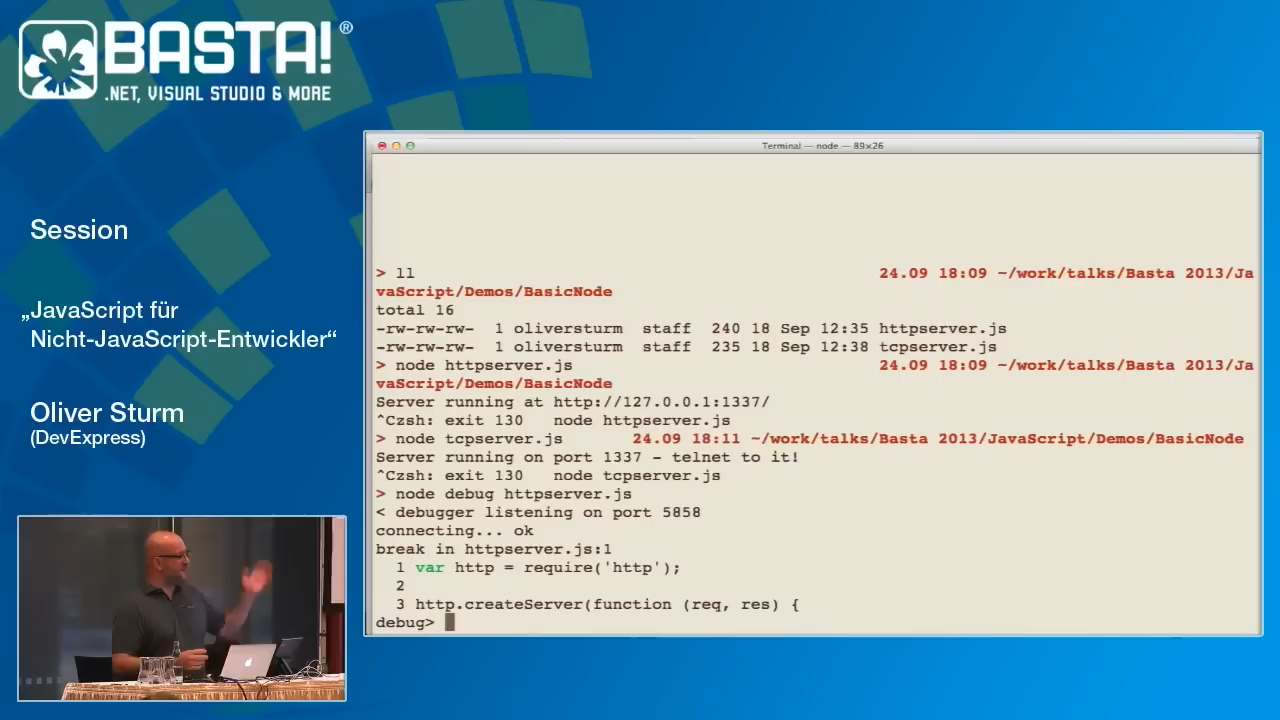 BASTA!®
.NET, VISUAL STUDIO & MORE
Session
„JavaScript für
Nicht-JavaScript-Entwickler“
Oliver Sturm
(DevExpress)
Terminal — node — 89×26
> ll 24.09 18:09 ~/work/talks/Basta 2013/Ja
vaScript/Demos/BasicNode
total 16
-rw-rw-rw- 1 oliversturm staff 240 18 Sep 12:35 httpserver.js
-rw-rw-rw- 1 oliversturm staff 235 18 Sep 12:38 tcpserver.js
> node httpserver.js 24.09 18:09 ~/work/talks/Basta 2013/Ja
vaScript/Demos/BasicNode
Server running at http://127.0.0.1:1337/
^Czsh: exit 130 node httpserver.js
> node tcpserver.js 24.09 18:11 ~/work/talks/Basta 2013/JavaScript/Demos/BasicNode
Server running on port 1337 - telnet to it!
^Czsh: exit 130 node tcpserver.js
> node debug httpserver.js
< debugger listening on port 5858
connecting... ok
break in httpserver.js:1
1 var http = require('http');
2
3 http.createServer(function (req, res) {
debug>